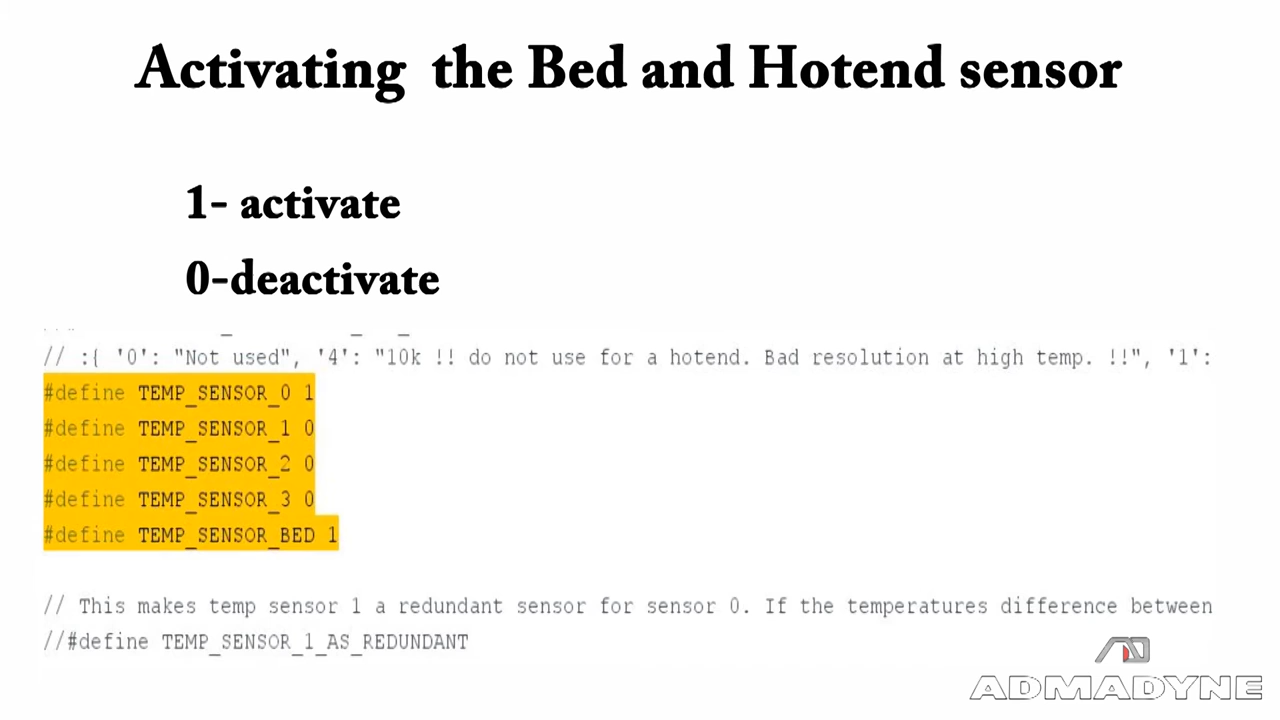 Activating the Bed and Hotend sensor
1- activate
0-deactivate
// :{ '0': "Not used", '4': "10k !! do not use for a hotend. Bad resolution at high temp. !!", '1':
#define TEMP_SENSOR_0 1
#define TEMP_SENSOR_1 0
#define TEMP_SENSOR_2 0
#define TEMP_SENSOR_3 0
#define TEMP_SENSOR_BED 1
// This makes temp sensor 1 a redundant sensor for sensor 0. If the temperatures difference between
//#define TEMP_SENSOR_1_AS_REDUNDANT
ADMADYNE